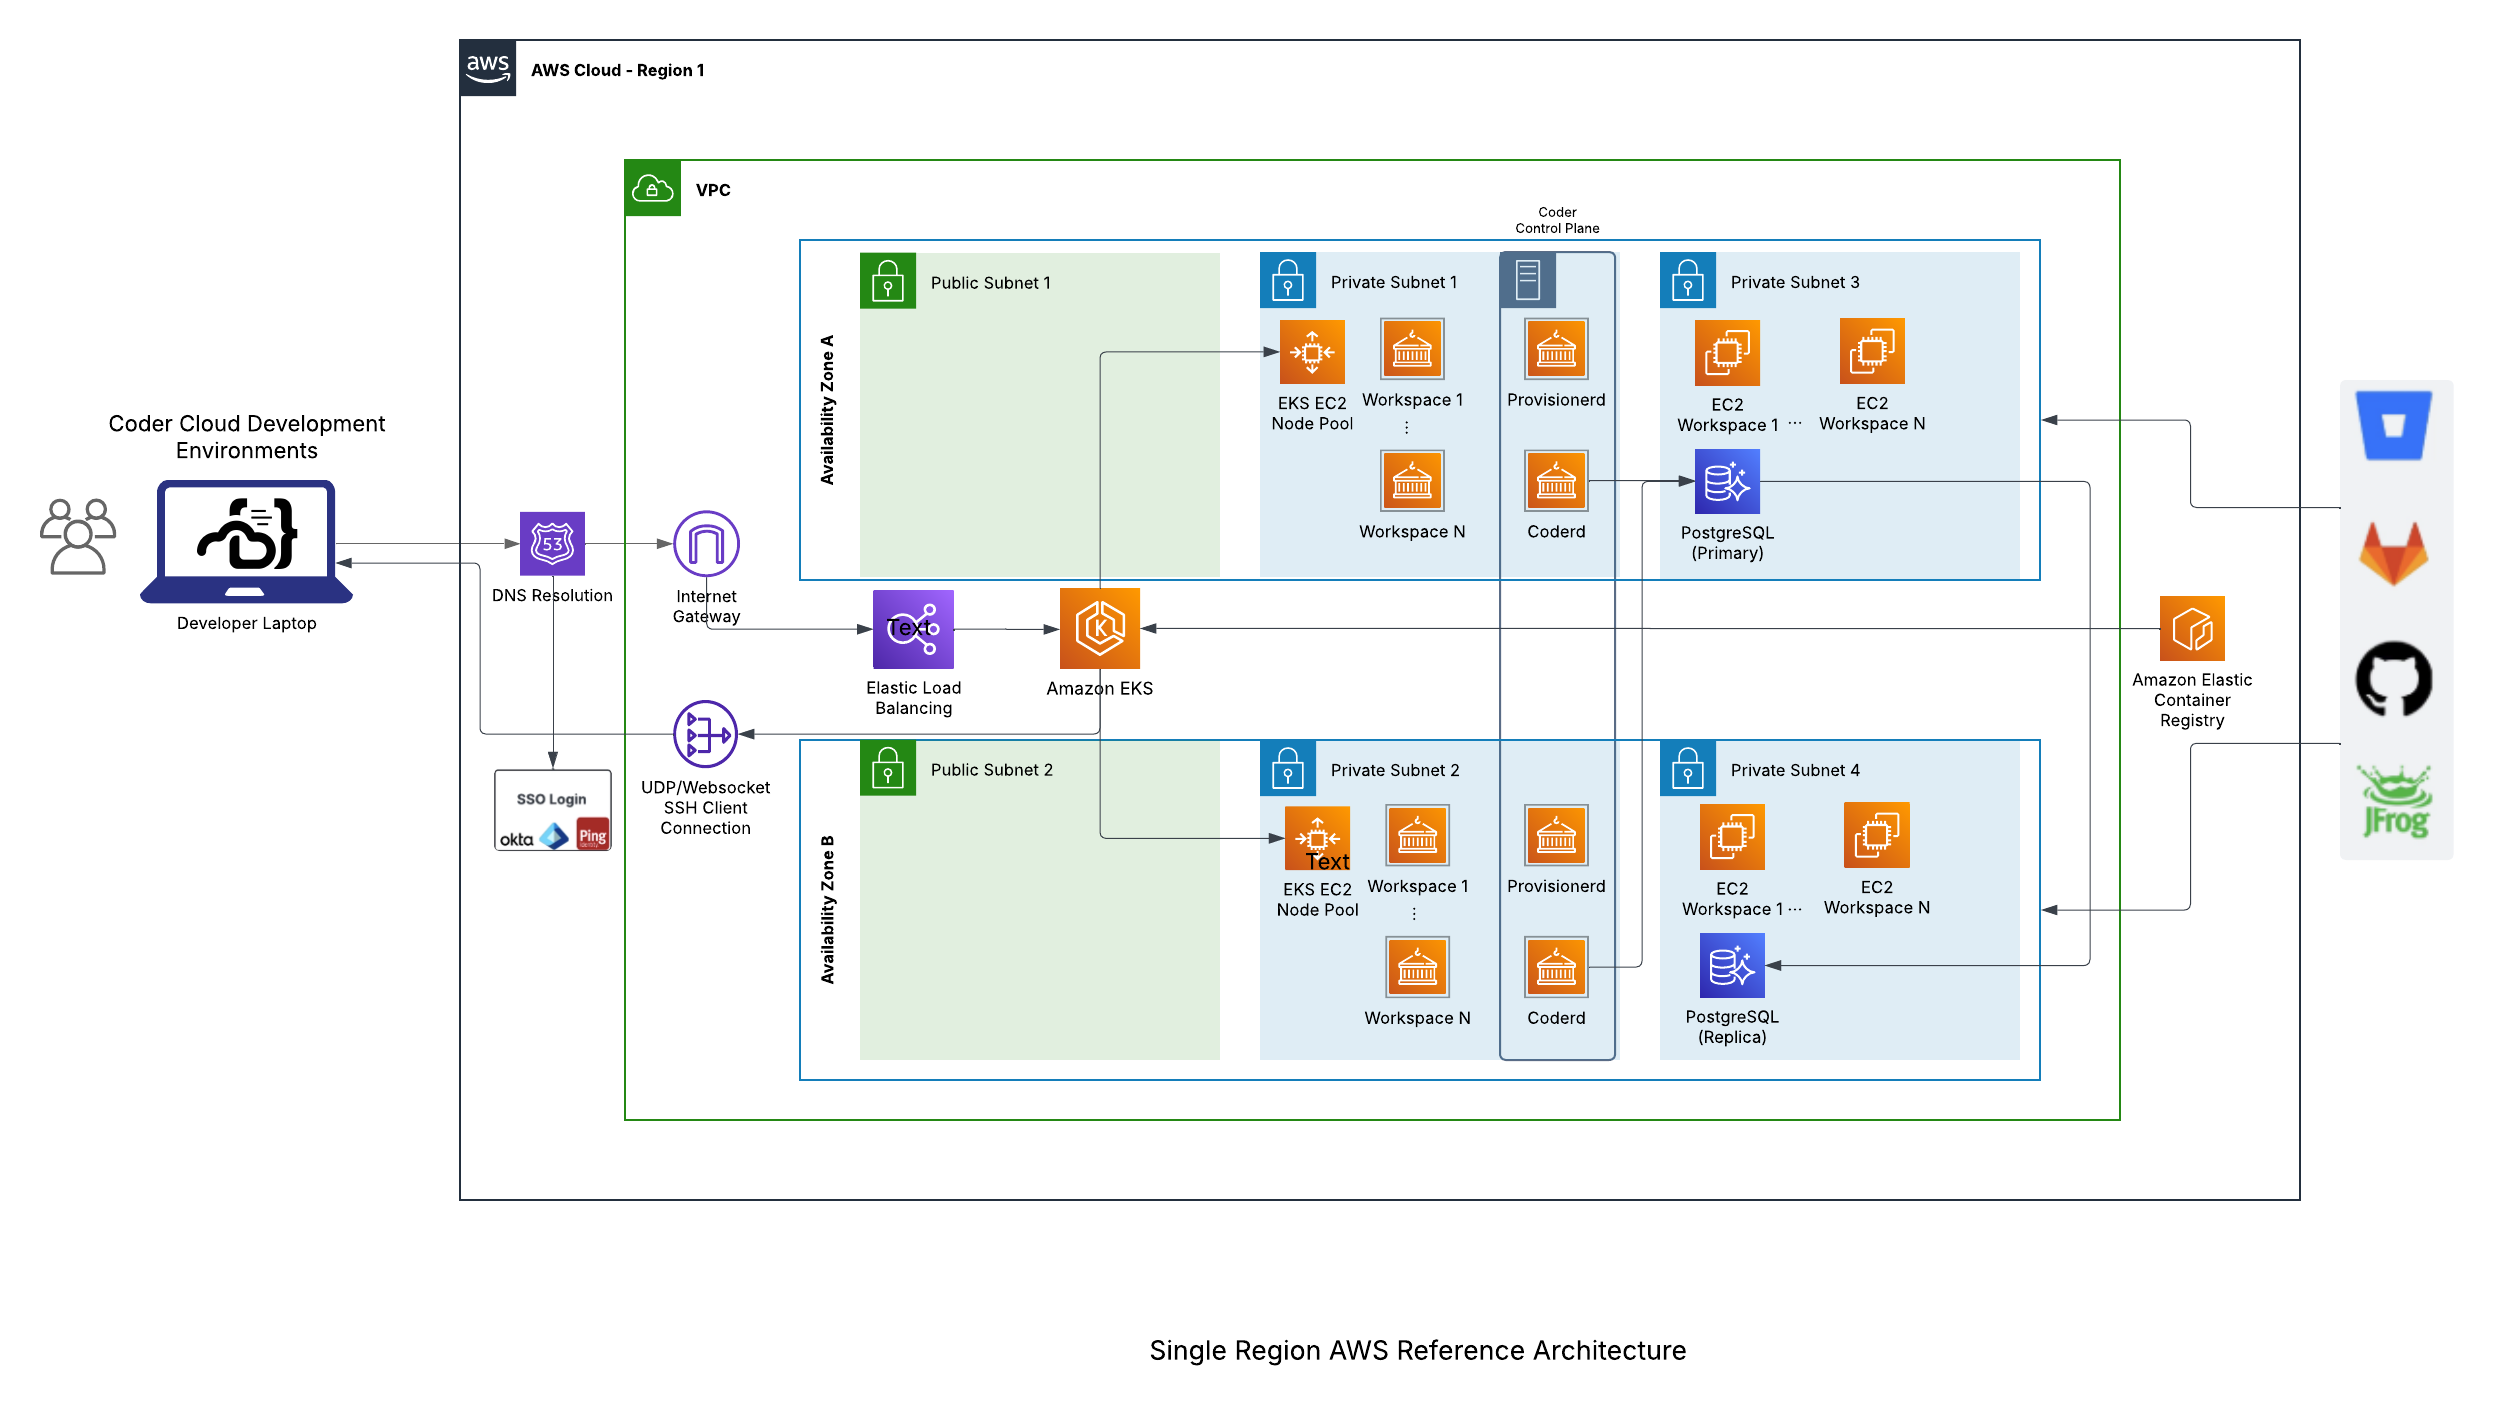 aws
AWS Cloud - Region 1
VPC
Coder
Control Plane
Availability Zone A
Public Subnet 1
Private Subnet 1
Private Subnet 3
EKS EC2
Node Pool
Workspace 1
⋮
Workspace N
Provisionerd
Coderd
EC2
Workspace 1 ...
EC2
Workspace N
PostgreSQL
(Primary)
Coder Cloud Development
Environments
Developer Laptop
53
DNS Resolution
Internet
Gateway
Text
Elastic Load
Balancing
K
Amazon EKS
Amazon Elastic
Container
Registry
SSO Login
okta
Ping
Identity
UDP/Websocket
SSH Client
Connection
Availability Zone B
Public Subnet 2
Private Subnet 2
Private Subnet 4
Text
EKS EC2
Node Pool
Workspace 1
⋮
Workspace N
Provisionerd
Coderd
EC2
Workspace 1 ...
EC2
Workspace N
PostgreSQL
(Replica)
JFrog
Single Region AWS Reference Architecture